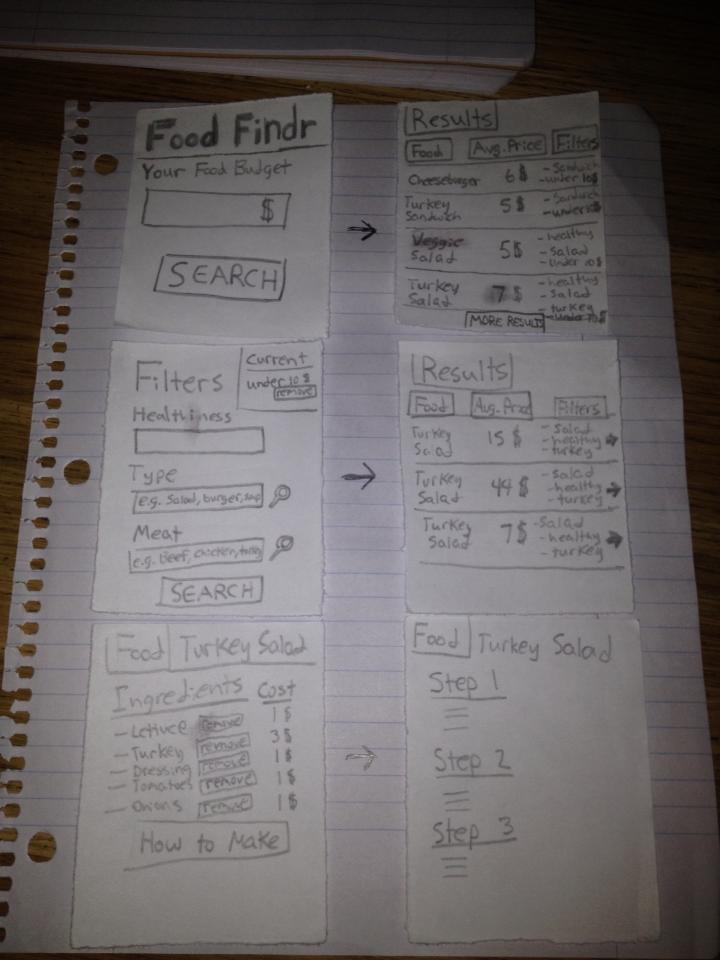 Food Findr
Your Food Budget
$
SEARCH
Results
Food Avg. Price Filters
Cheeseburger 6$ - Sandwich
- under 10$
Turkey Sandwich 5$ - Sandwich
- under 10$
Veggie Salad 5$ - healthy
- Salad
- under 10$
Turkey Salad 7$ - healthy
- Salad
- turkey
- under 10$
MORE RESULTS
Filters
Current
under 10$
remove
Healthiness
Type
e.g. Salad, burger,
Meat
e.g. Beef, Chicken,
SEARCH
Results
Food Avg. Price Filters
Turkey Salad 15$ - Salad
- healthy
- turkey
Turkey Salad 44$ - salad
- healthy
- turkey
Turkey Salad 7$ - Salad
- healthy
- turkey
Food Turkey Salad
Ingredients Cost
- Lettuce remove 1$
- Turkey remove 3$
- Dressing remove 1$
- Tomatoes remove 1$
- Onions remove 1$
How to Make
Food Turkey Salad
Step 1
Step 2
Step 3